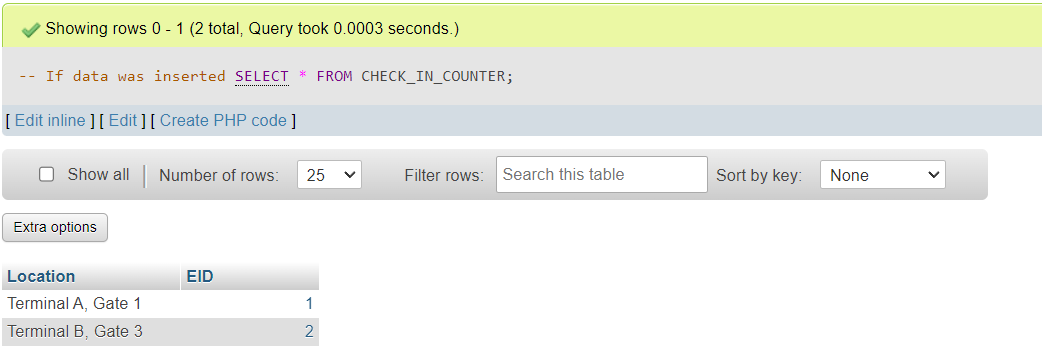 Showing rows 0 - 1 (2 total, Query took 0.0003 seconds.)
-- If data was inserted SELECT * FROM CHECK_IN_COUNTER;
[ Edit inline ] [ Edit ] [ Create PHP code ]
Show all Number of rows: 25 Filter rows: Search this table Sort by key: None
Extra options
Location EID
Terminal A, Gate 1 1
Terminal B, Gate 3 2